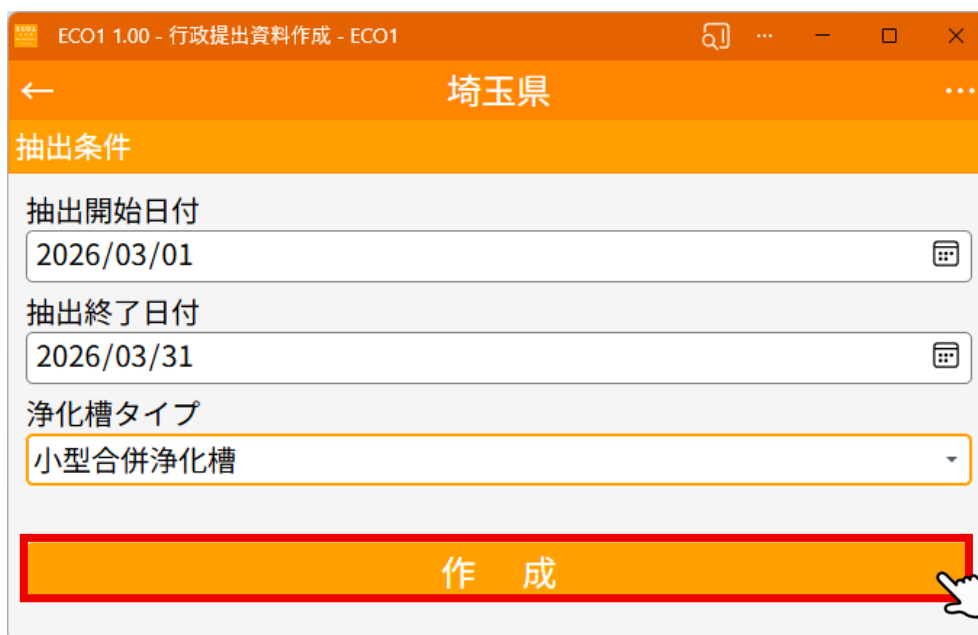 ECO1 1.00 - 行政提出資料作成 - ECO1
埼玉県
抽出条件
抽出開始日付
2026/03/01
抽出終了日付
2026/03/31
浄化槽タイプ
小型合併浄化槽
作 成